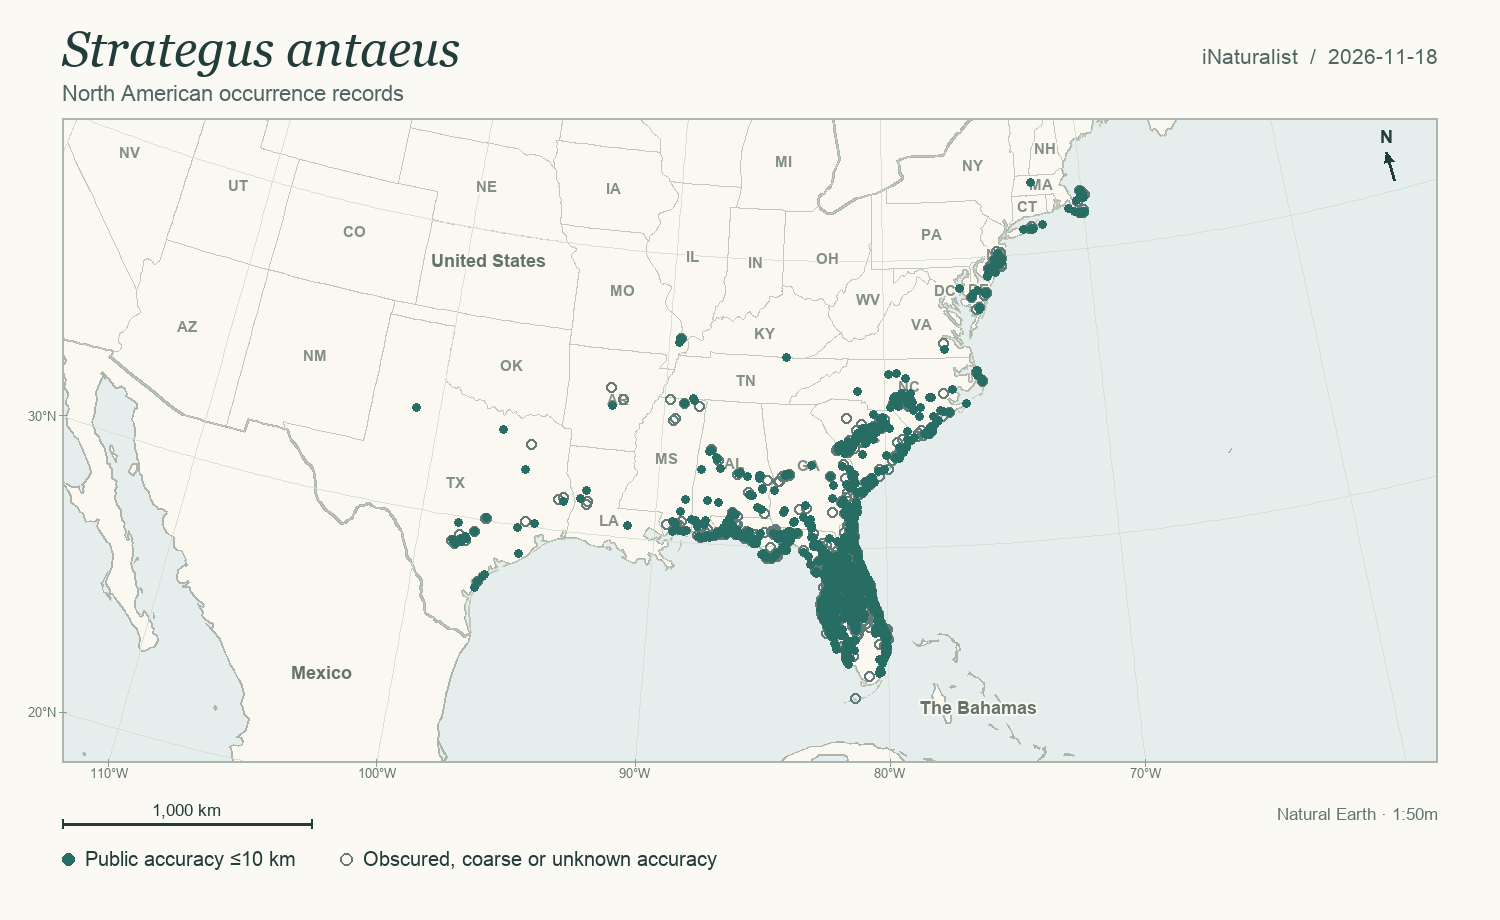 Strategus antaeus
iNaturalist / 2026-11-18
North American occurrence records
N
NV
UT
CO
NE
IA
MI
NY
NH
MA
CT
PA
United States
IL
IN
OH
MO
WV
DC
VA
KY
AZ
NM
OK
TN
NC
TX
MS
AL
GA
LA
Mexico
The Bahamas
30°N
20°N
110°W
100°W
90°W
80°W
70°W
1,000 km
Natural Earth · 1:50m
Public accuracy ≤10 km
Obscured, coarse or unknown accuracy